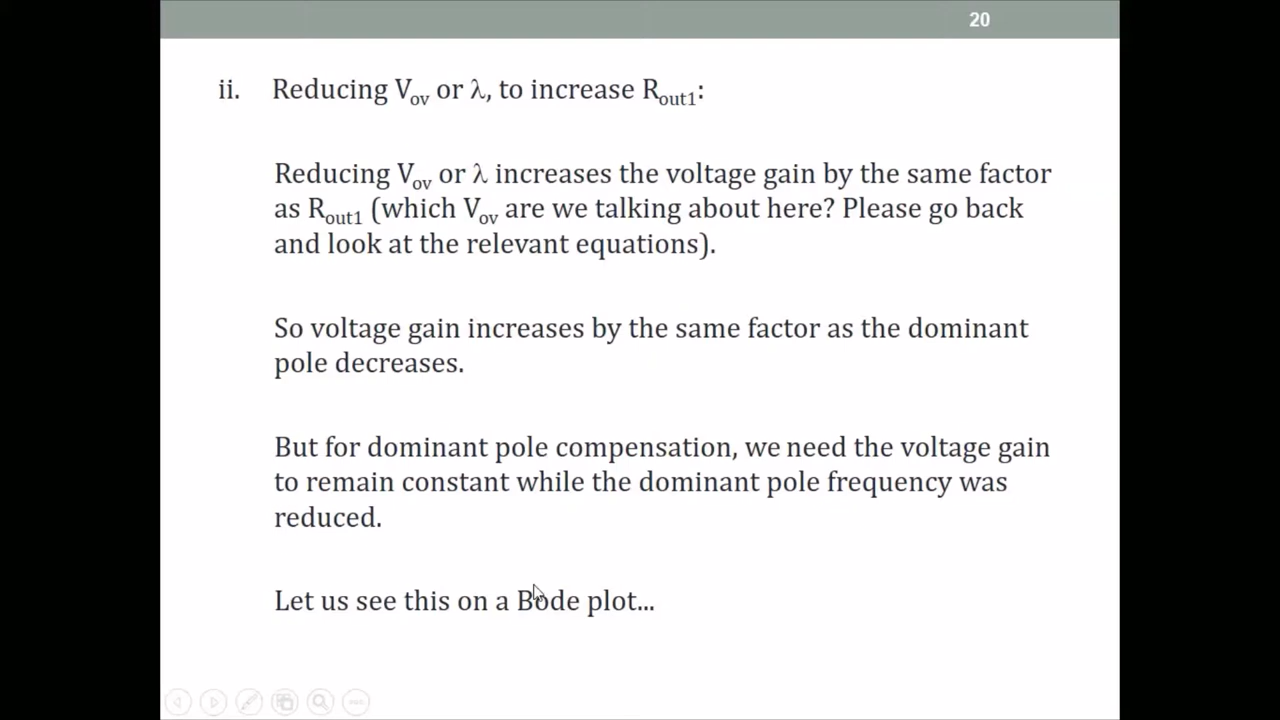 20
ii. Reducing Vov or λ, to increase Rout1:
Reducing Vov or λ increases the voltage gain by the same factor
as Rout1 (which Vov are we talking about here? Please go back
and look at the relevant equations).
So voltage gain increases by the same factor as the dominant
pole decreases.
But for dominant pole compensation, we need the voltage gain
to remain constant while the dominant pole frequency was
reduced.
Let us see this on a Bode plot...